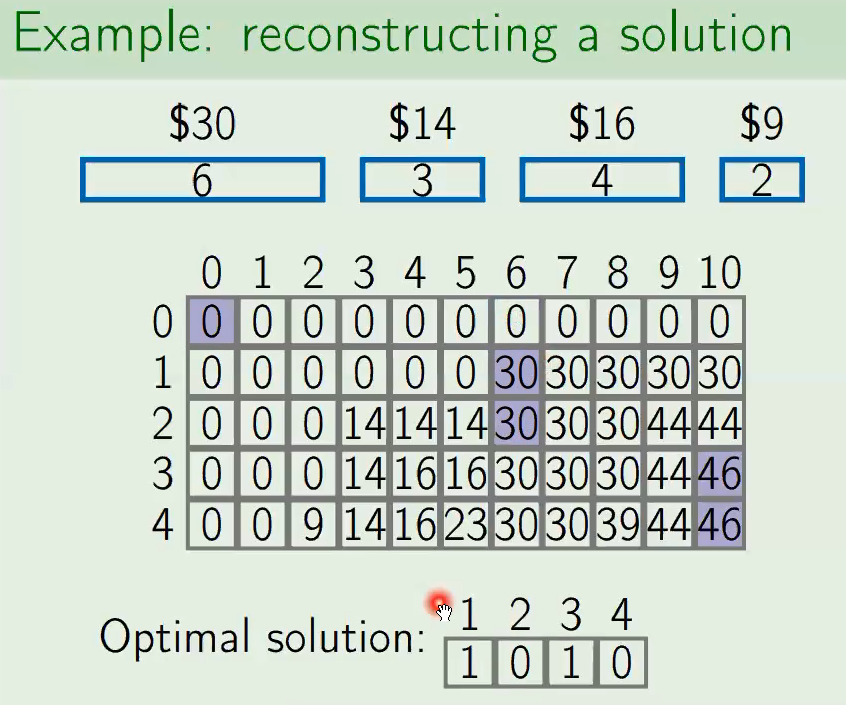 Example: reconstructing a solution
$30 $14 $16 $9
6 3 4 2
0 1 2 3 4 5 6 7 8 9 10
0 0 0 0 0 0 0 0 0 0 0 0
1 0 0 0 0 0 0 30 30 30 30 30
2 0 0 0 14 14 14 30 30 30 44 44
3 0 0 0 14 16 16 30 30 30 44 46
4 0 0 9 14 16 23 30 30 39 44 46
1 2 3 4
Optimal solution:
1 0 1 0